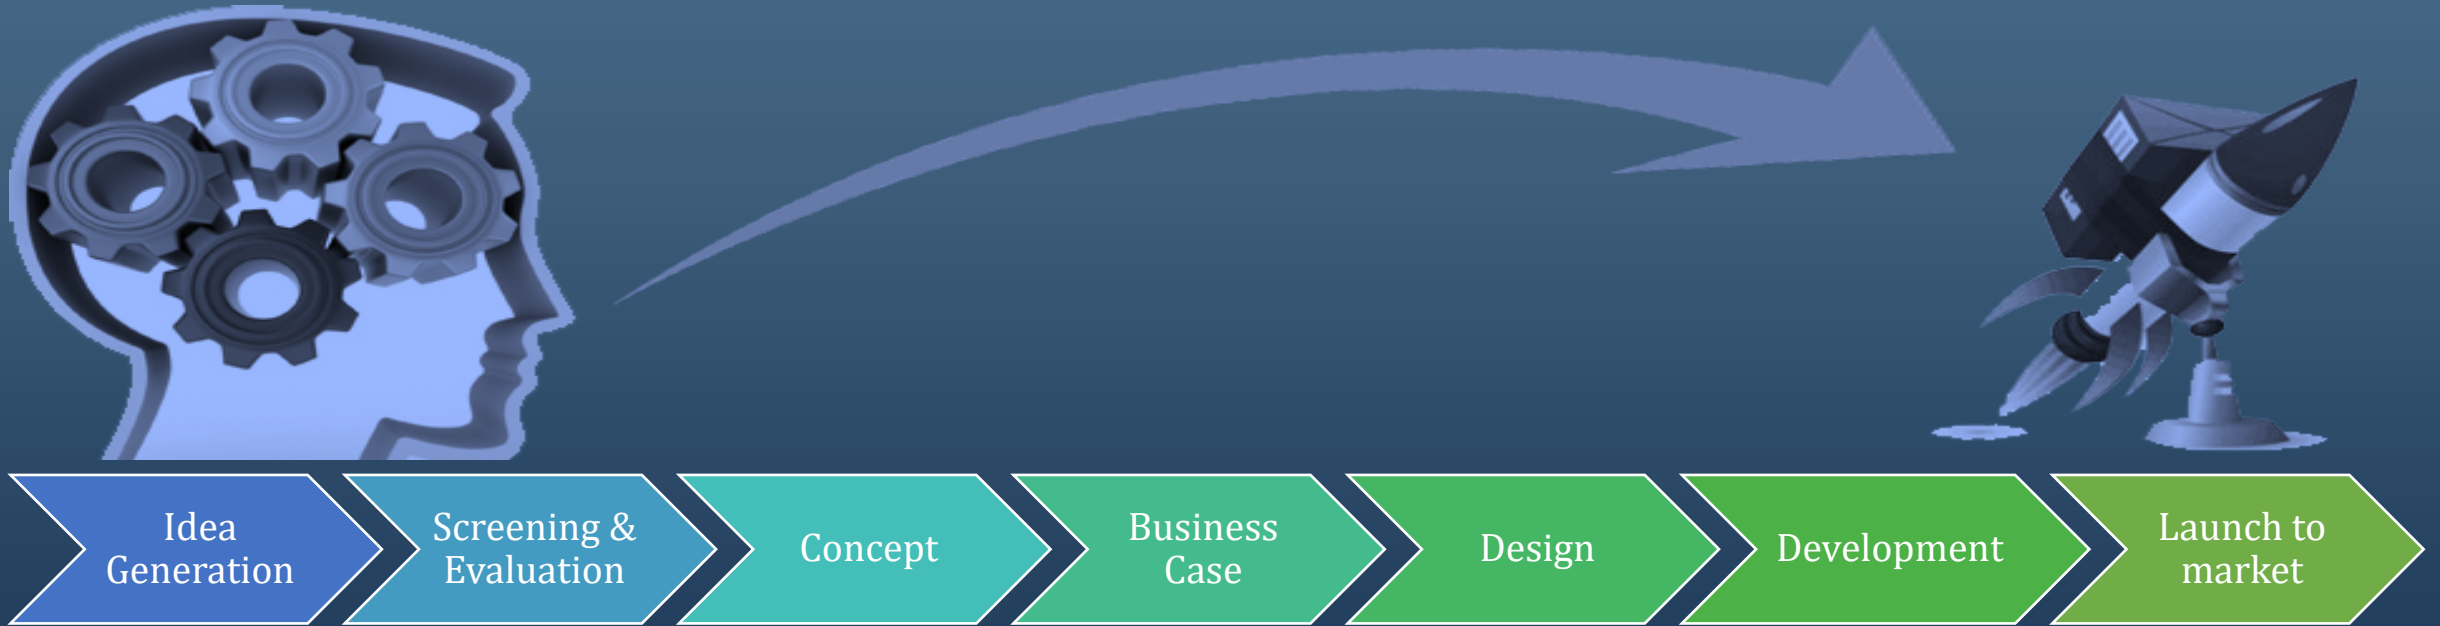 Idea
Generation
Screening &
Evaluation
Concept
Business
Case
Design
Development
Launch to
market